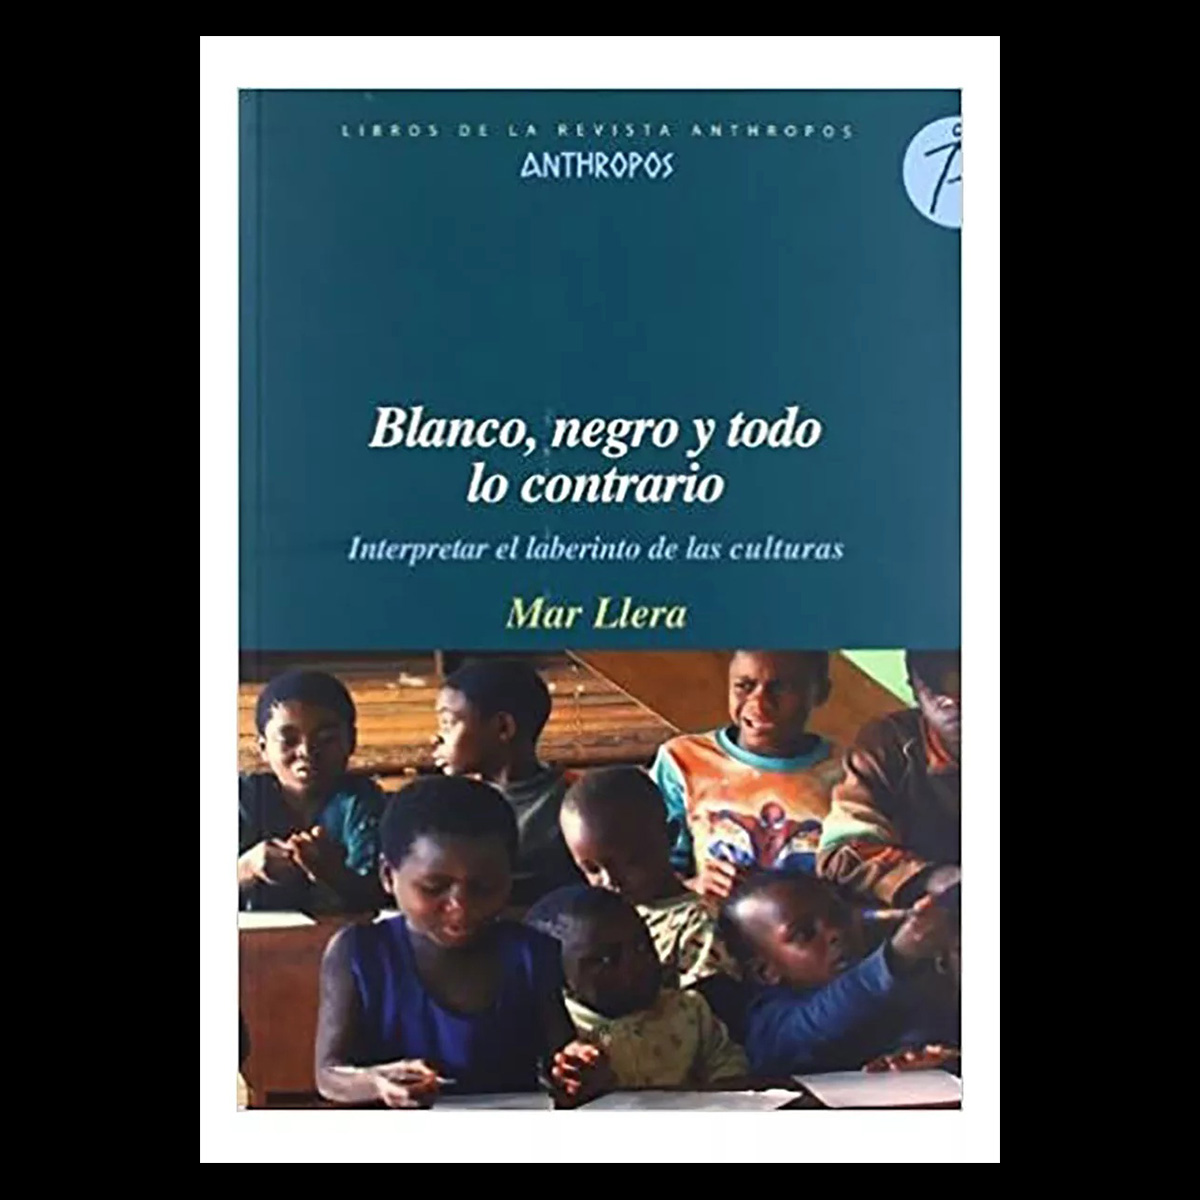 LIBROS DE LA REVISTA ANTHROPOS
ANTHROPOS
Blanco, negro y todo
lo contrario
Interpretar el laberinto de las culturas
Mar Llera